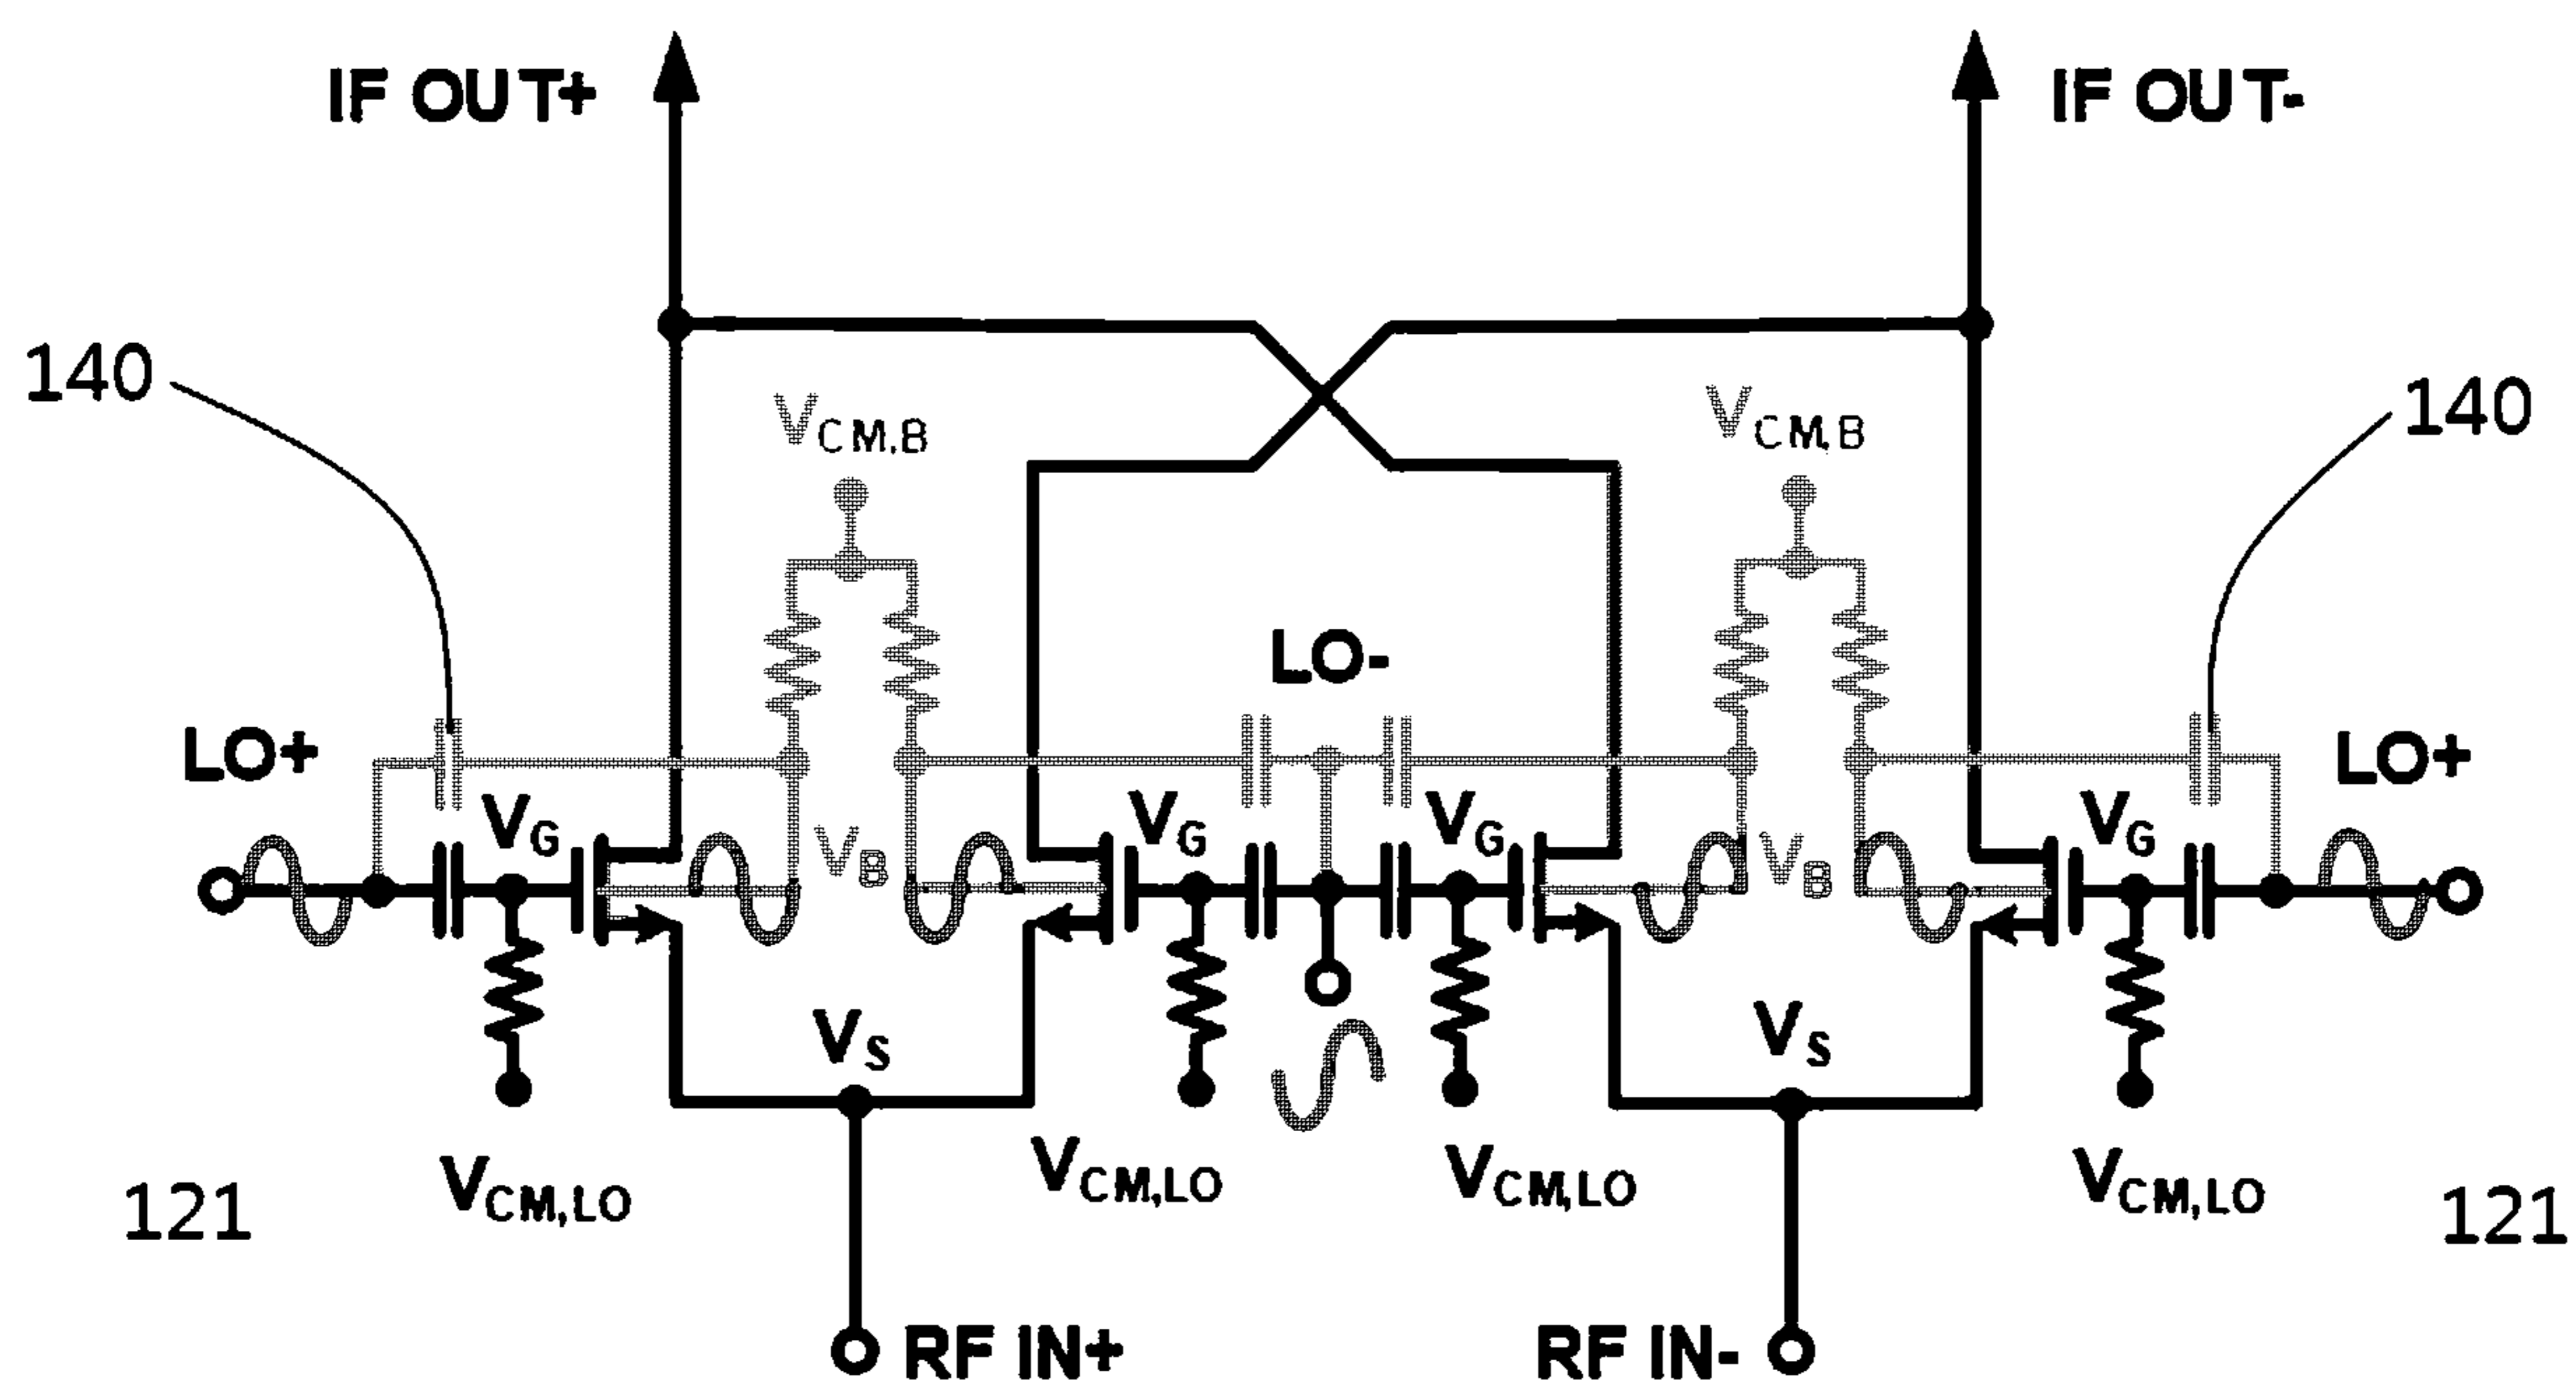 IF OUT+
IF OUT-
140
140
VCM,B
VCM,B
LO-
LO+
LO+
VG
VG
VG
VG
VB
VB
VS
VS
VCM,LO
VCM,LO
VCM,LO
VCM,LO
121
121
RF IN+
RF IN-